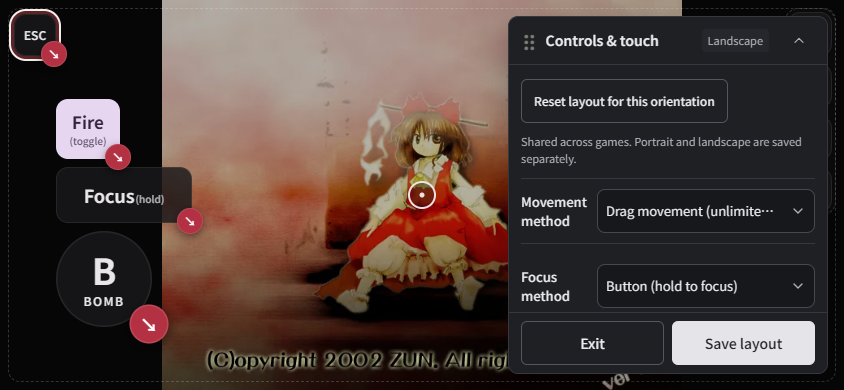 ESC
Fire
(toggle)
Focus(hold)
B
BOMB
Controls & touch
Landscape
Reset layout for this orientation
Shared across games. Portrait and landscape are saved
separately.
Movement
method
Drag movement (unlimite⋯
Focus
method
Button (hold to focus)
Exit
Save layout
(C)opyright 2002 ZUN. All rig
ver